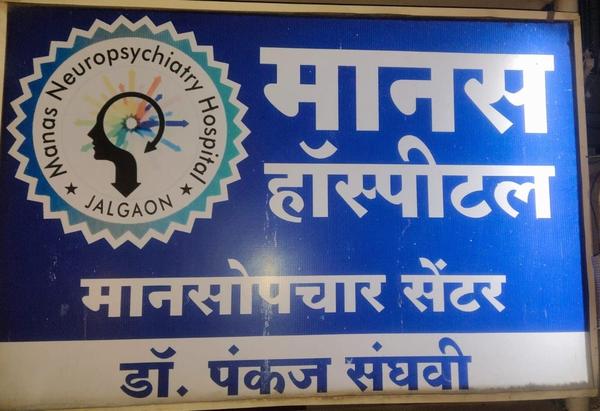 Manas Neuropsychiatry Hospital
★ JALGAON ★
मानस
हॉस्पीटल
मानसोपचार सेंटर
डॉ. पंकज संघवी